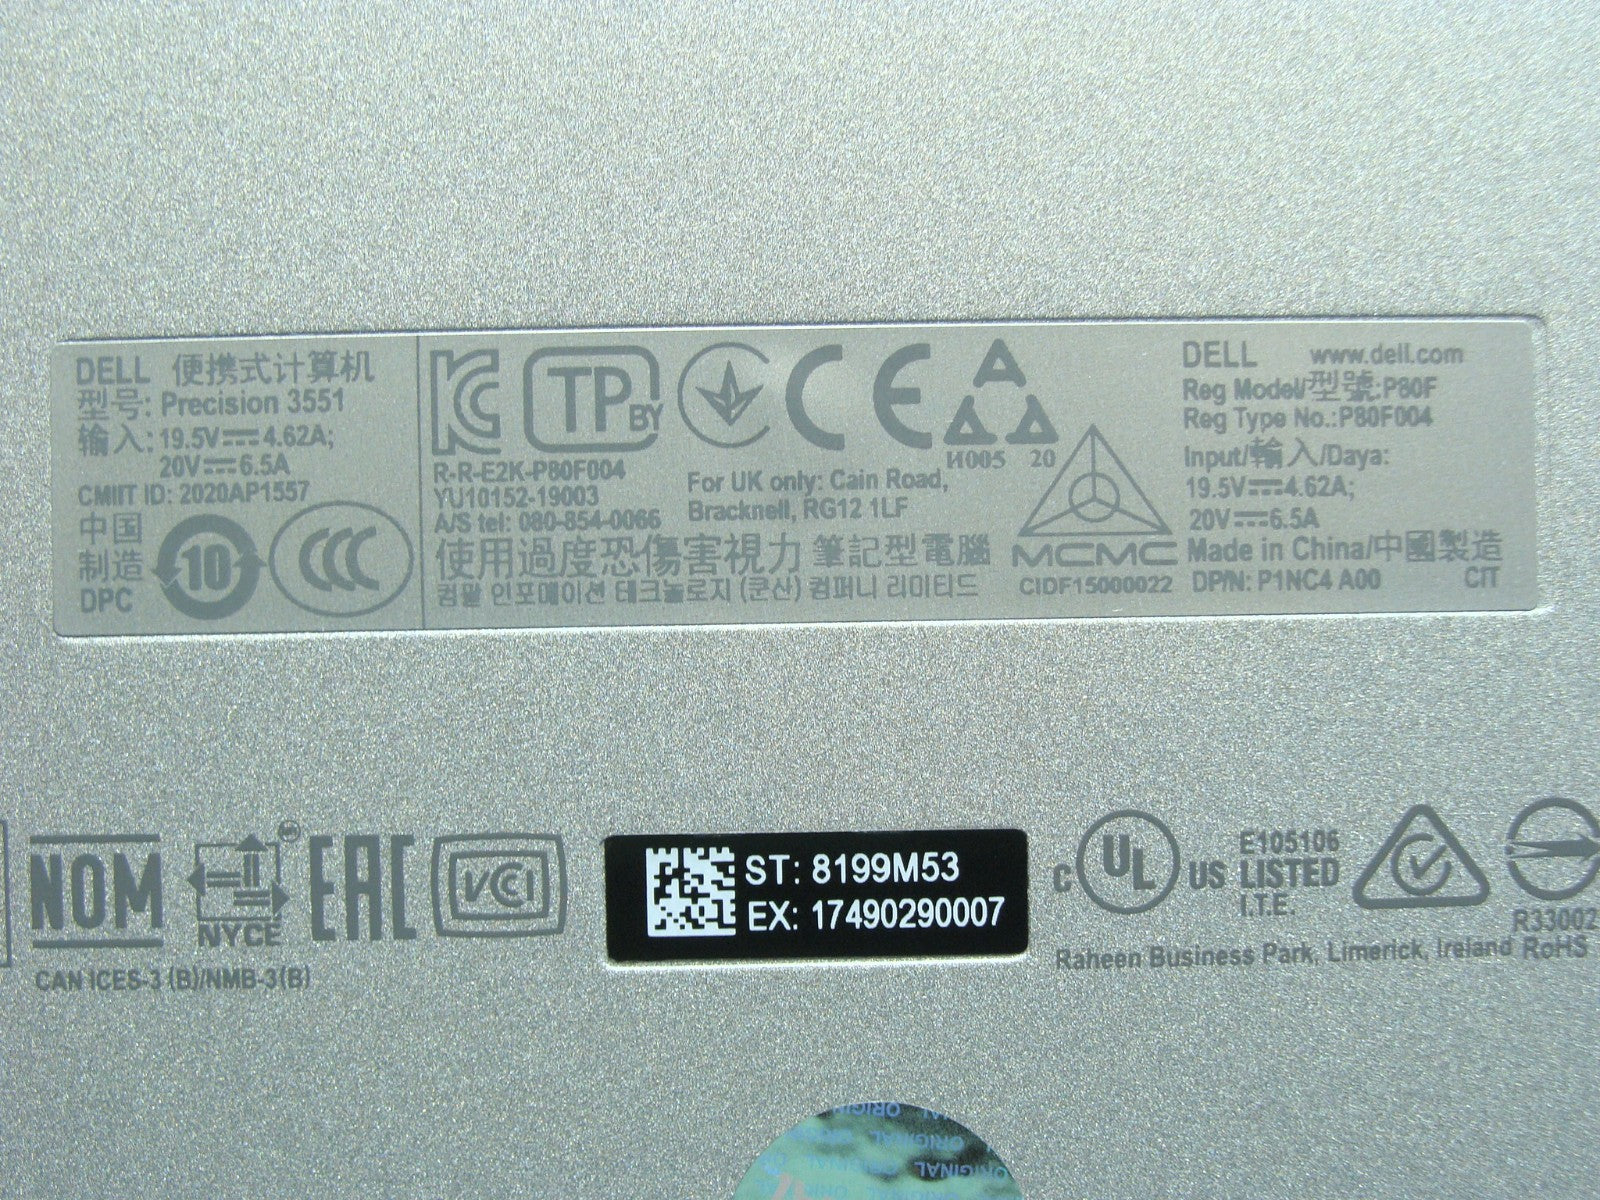 DELL 便携式计算机
型号: Precision 3551
输入: 19.5V⎓4.62A;
20V⎓6.5A
CMIIT ID: 2020AP1557
中国
制造
DPC
10
CCC
KC
TP BY
CE
R-R-E2K-P80F004
YU10152-19003
A/S tel: 080-854-0066
For UK only: Cain Road,
Bracknell, RG12 1LF
使用過度恐傷害視力 筆記型電腦
컴팔 인포메이션 테크놀로지 (쿤산) 컴퍼니 리미티드
И005 20
MCMC
CIDF15000022
DELL www.dell.com
Reg Model/型號:P80F
Reg Type No.:P80F004
Input/輸入/Daya:
19.5V⎓4.62A;
20V⎓6.5A
Made in China/中國製造
DP/N: P1NC4 A00 CIT
NOM
NYCE
EAC
VCI
CAN ICES-3 (B)/NMB-3(B)
ST: 8199M53
EX: 17490290007
c UL US
E105106
LISTED
I.T.E.
R33002
Raheen Business Park, Limerick, Ireland RoHS
ORIGINAL
ORIGINAL
ORIGINAL